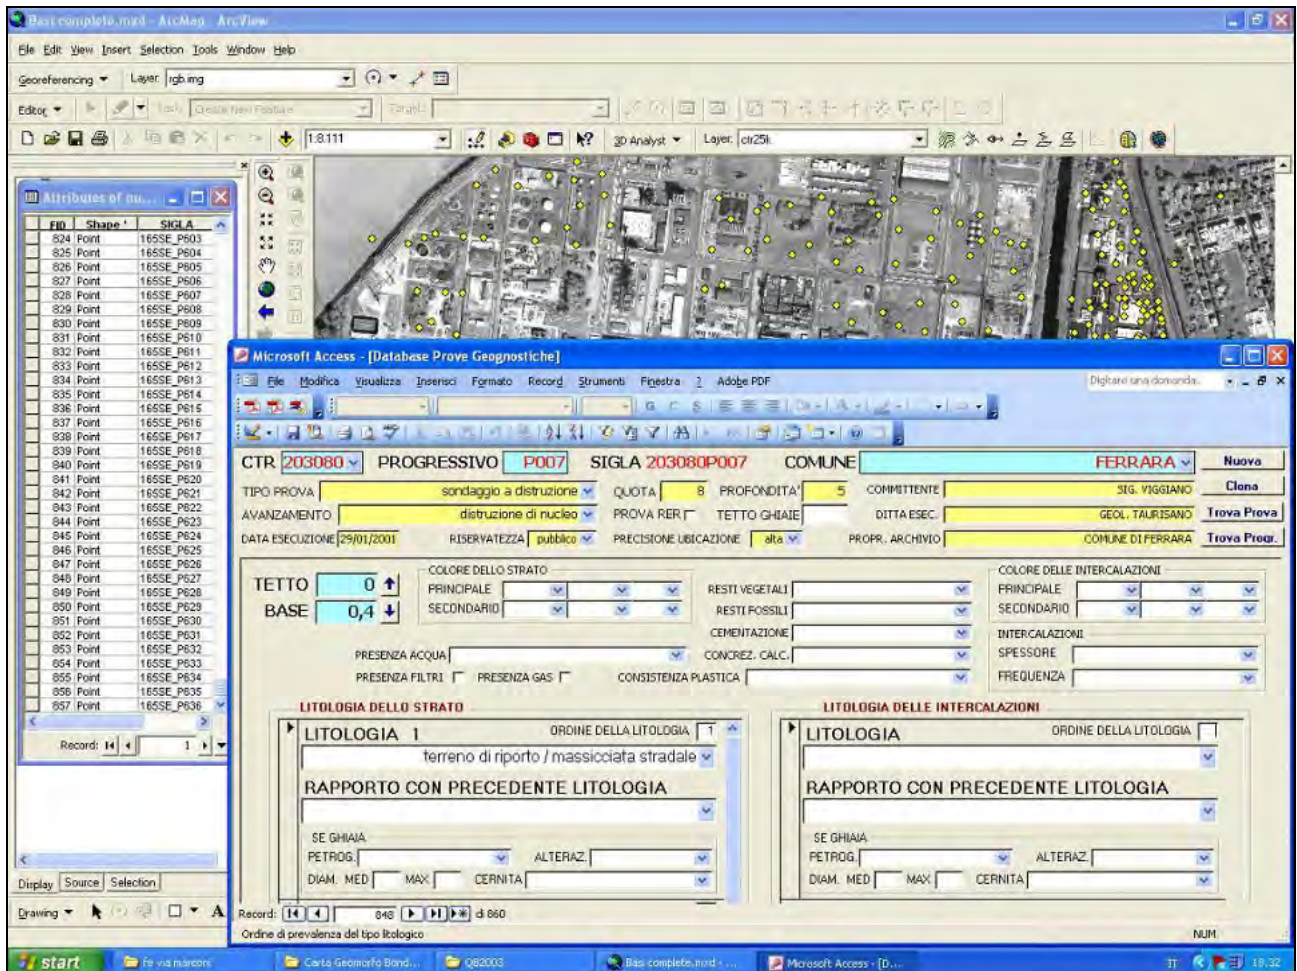 Basi complete.mxd - ArcMap - ArcView
File Edit View Insert Selection Tools Window Help
Georeferencing Layer: rgb.img
Editor Task: Create New Feature Target:
1:8.111 3D Analyst Layer: ctr25k
Attributes of nu...
FID Shape * SIGLA
824 Point 165SE_P603
825 Point 165SE_P604
826 Point 165SE_P605
827 Point 165SE_P606
828 Point 165SE_P607
829 Point 165SE_P608
830 Point 165SE_P609
831 Point 165SE_P610
832 Point 165SE_P611
833 Point 165SE_P612
834 Point 165SE_P613
835 Point 165SE_P614
836 Point 165SE_P615
837 Point 165SE_P616
838 Point 165SE_P617
839 Point 165SE_P618
840 Point 165SE_P619
841 Point 165SE_P620
842 Point 165SE_P621
843 Point 165SE_P622
844 Point 165SE_P623
845 Point 165SE_P624
846 Point 165SE_P625
847 Point 165SE_P626
848 Point 165SE_P627
849 Point 165SE_P628
850 Point 165SE_P629
851 Point 165SE_P630
852 Point 165SE_P631
853 Point 165SE_P632
854 Point 165SE_P633
855 Point 165SE_P634
856 Point 165SE_P635
857 Point 165SE_P636
Record: 1
Display Source Selection
Drawing A
Microsoft Access - [Database Prove Geognostiche]
File Modifica Visualizza Inserisci Formato Record Strumenti Finestra ? Adobe PDF Digitare una domanda.
G C S
CTR 203080 PROGRESSIVO P007 SIGLA 203080P007 COMUNE FERRARA Nuova
TIPO PROVA sondaggio a distruzione QUOTA 8 PROFONDITA' 5 COMMITTENTE SIG. VIGGIANO Clona
AVANZAMENTO distruzione di nucleo PROVA RER TETTO GHIAIE DITTA ESEC. GEOL. TAURISANO Trova Prova
DATA ESECUZIONE 29/01/2001 RISERVATEZZA pubblico PRECISIONE UBICAZIONE alta PROPR. ARCHIVIO COMUNE DI FERRARA Trova Progr.
TETTO 0
BASE 0,4
COLORE DELLO STRATO
PRINCIPALE
SECONDARIO
RESTI VEGETALI
RESTI FOSSILI
CEMENTAZIONE
COLORE DELLE INTERCALAZIONI
PRINCIPALE
SECONDARIO
INTERCALAZIONI
PRESENZA ACQUA CONCREZ. CALC. SPESSORE
PRESENZA FILTRI PRESENZA GAS CONSISTENZA PLASTICA FREQUENZA
LITOLOGIA DELLO STRATO
LITOLOGIA 1 ORDINE DELLA LITOLOGIA 1
terreno di riporto / massicciata stradale
RAPPORTO CON PRECEDENTE LITOLOGIA
SE GHIAIA
PETROG. ALTERAZ.
DIAM. MED MAX CERNITA
LITOLOGIA DELLE INTERCALAZIONI
LITOLOGIA ORDINE DELLA LITOLOGIA
RAPPORTO CON PRECEDENTE LITOLOGIA
SE GHIAIA
PETROG. ALTERAZ.
DIAM. MED MAX CERNITA
Record: 848 di 860
Ordine di prevalenza del tipo litologico NUM
start fe via marconi Carta Geomorfo Bond... QB2003 Basi complete.mxd - ... Microsoft Access - [D... IT 18.32